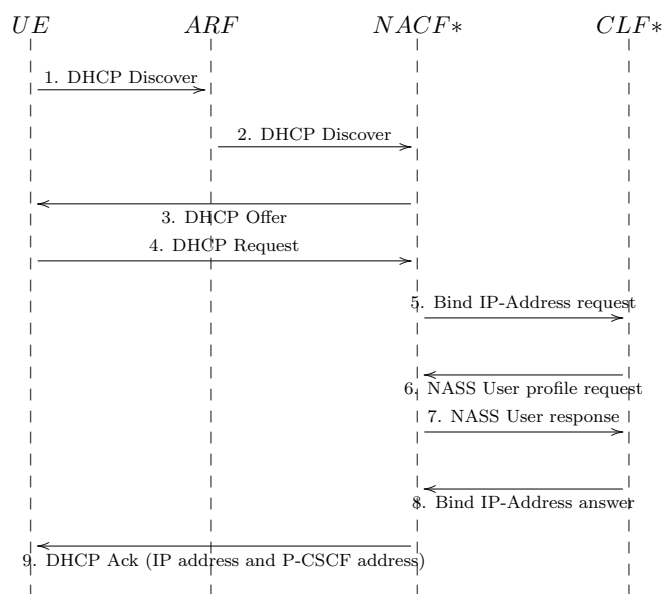 UE ARF NACF* CLF*
1. DHCP Discover
2. DHCP Discover
3. DHCP Offer
4. DHCP Request
5. Bind IP-Address request
6. NASS User profile request
7. NASS User response
8. Bind IP-Address answer
9. DHCP Ack (IP address and P-CSCF address)